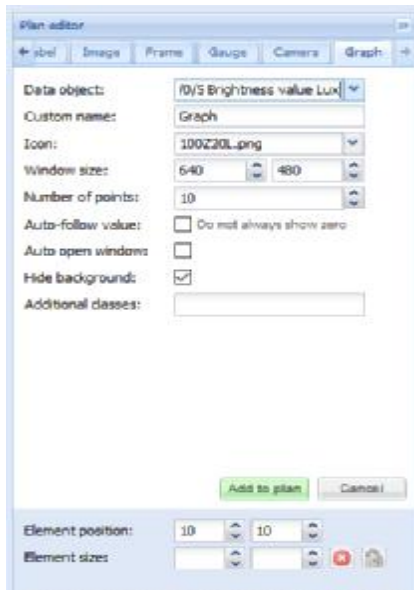 Plan editor
abel Image Frame Gauge Camera Graph
Data object: /0/5 Brightness value Lux
Custom name: Graph
Icon: 100Z20L.png
Window size: 640 480
Number of points: 10
Auto-follow value: Do not always show zero
Auto open window:
Hide background:
Additional classes:
Add to plan Cancel
Element position: 10 10
Element size: